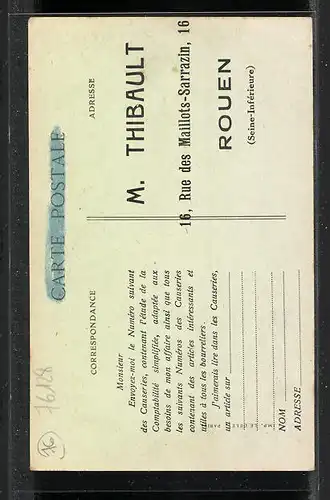 CARTE POSTALE
CORRESPONDANCE
ADRESSE
Monsieur
Envoyez-moi le Numéro suivant
des Causeries, contenant l'étude de la
Comptabilité simplifiée, adaptée aux
besoins de mon affaire ainsi que tous
les suivants Numéros des Causeries
contenant des articles intéressants et
utiles à tous les bourreliers.
J'aimerais lire dans les Causeries,
un article sur
NOM
ADRESSE
M. THIBAULT
16, Rue des Maillots-Sarrazin, 16
ROUEN
(Seine-Inférieure)
IMP. PARIS
76